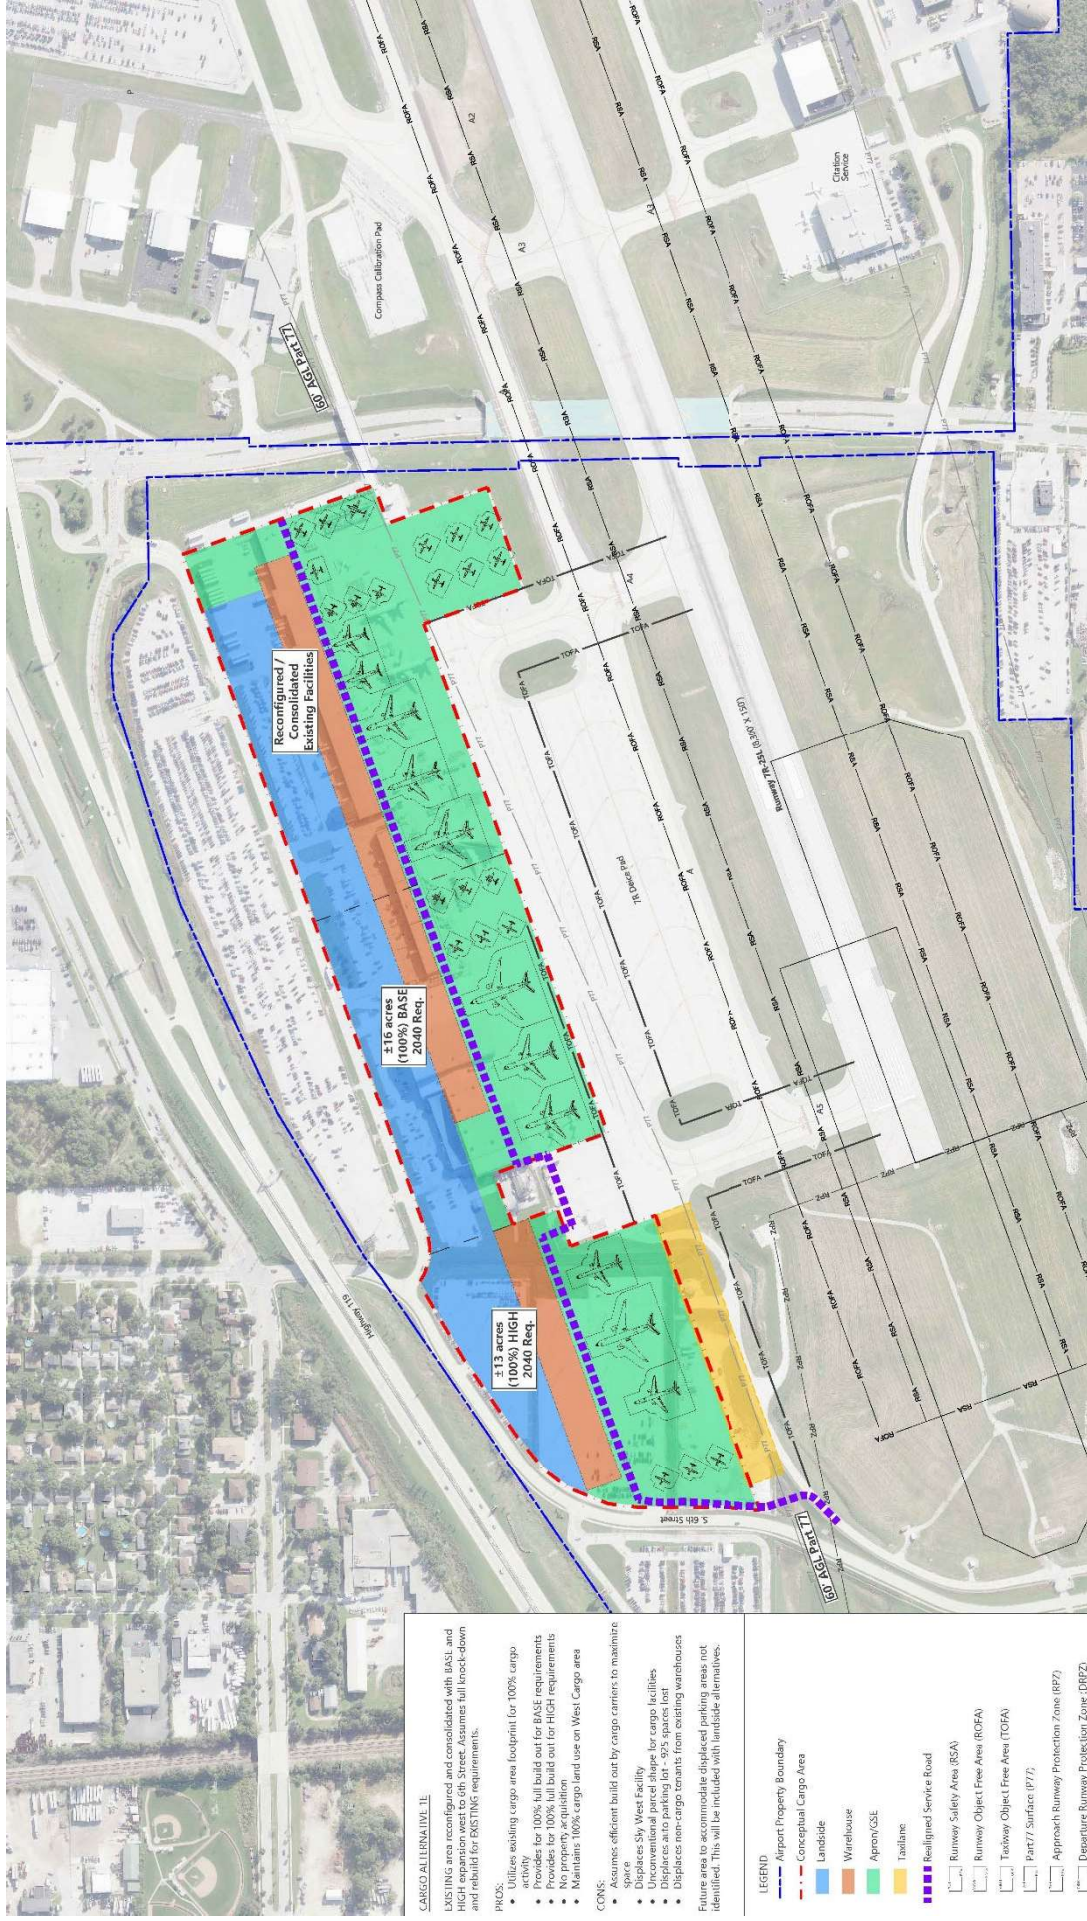 CARGO ALTERNATIVE 1E
EXISTING area reconfigured and consolidated with BASE and
HIGH expansion west to 6th Street. Assumes full knock-down
and rebuild for EXISTING requirements.
PROS:
• Utilizes existing cargo area footprint for 100% cargo
activity
• Provides for 100% full build out for BASE requirements
• Provides for 100% full build out for HIGH requirements
• No property acquisition
• Maintains 100% cargo land use on West Cargo area
CONS:
• Assumes efficient build out by cargo carriers to maximize
space
• Displaces Sky West Facility
• Unconventional parcel shape for cargo facilities
• Displaces auto parking lot - 925 spaces lost
• Displaces non-cargo tenants from existing warehouses
Future area to accommodate displaced parking areas not
identified. This will be included with landside alternatives.
LEGEND
Airport Property Boundary
Conceptual Cargo Area
Landside
Warehouse
Apron/GSE
Taxilane
Realigned Service Road
Runway Safety Area (RSA)
Runway Object Free Area (ROFA)
Taxiway Object Free Area (TOFA)
Part 77 Surface (P77)
Approach Runway Protection Zone (RPZ)
Departure Runway Protection Zone (DRPZ)
Highway 119
S. 6th Street
60' AGL Part 77
±13 acres
(100%) HIGH
2040 Req.
±16 acres
(100%) BASE
2040 Req.
Reconfigured /
Consolidated
Existing Facilities
60' AGL Part 77
Compass Calibration Pad
Citation
Service
7R Deice Pad
Runway 7R-25L (8,300' x 150')
A
A2
A3
A3
A4
A5
P
ROFA
RSA
TOFA
RPZ
P77